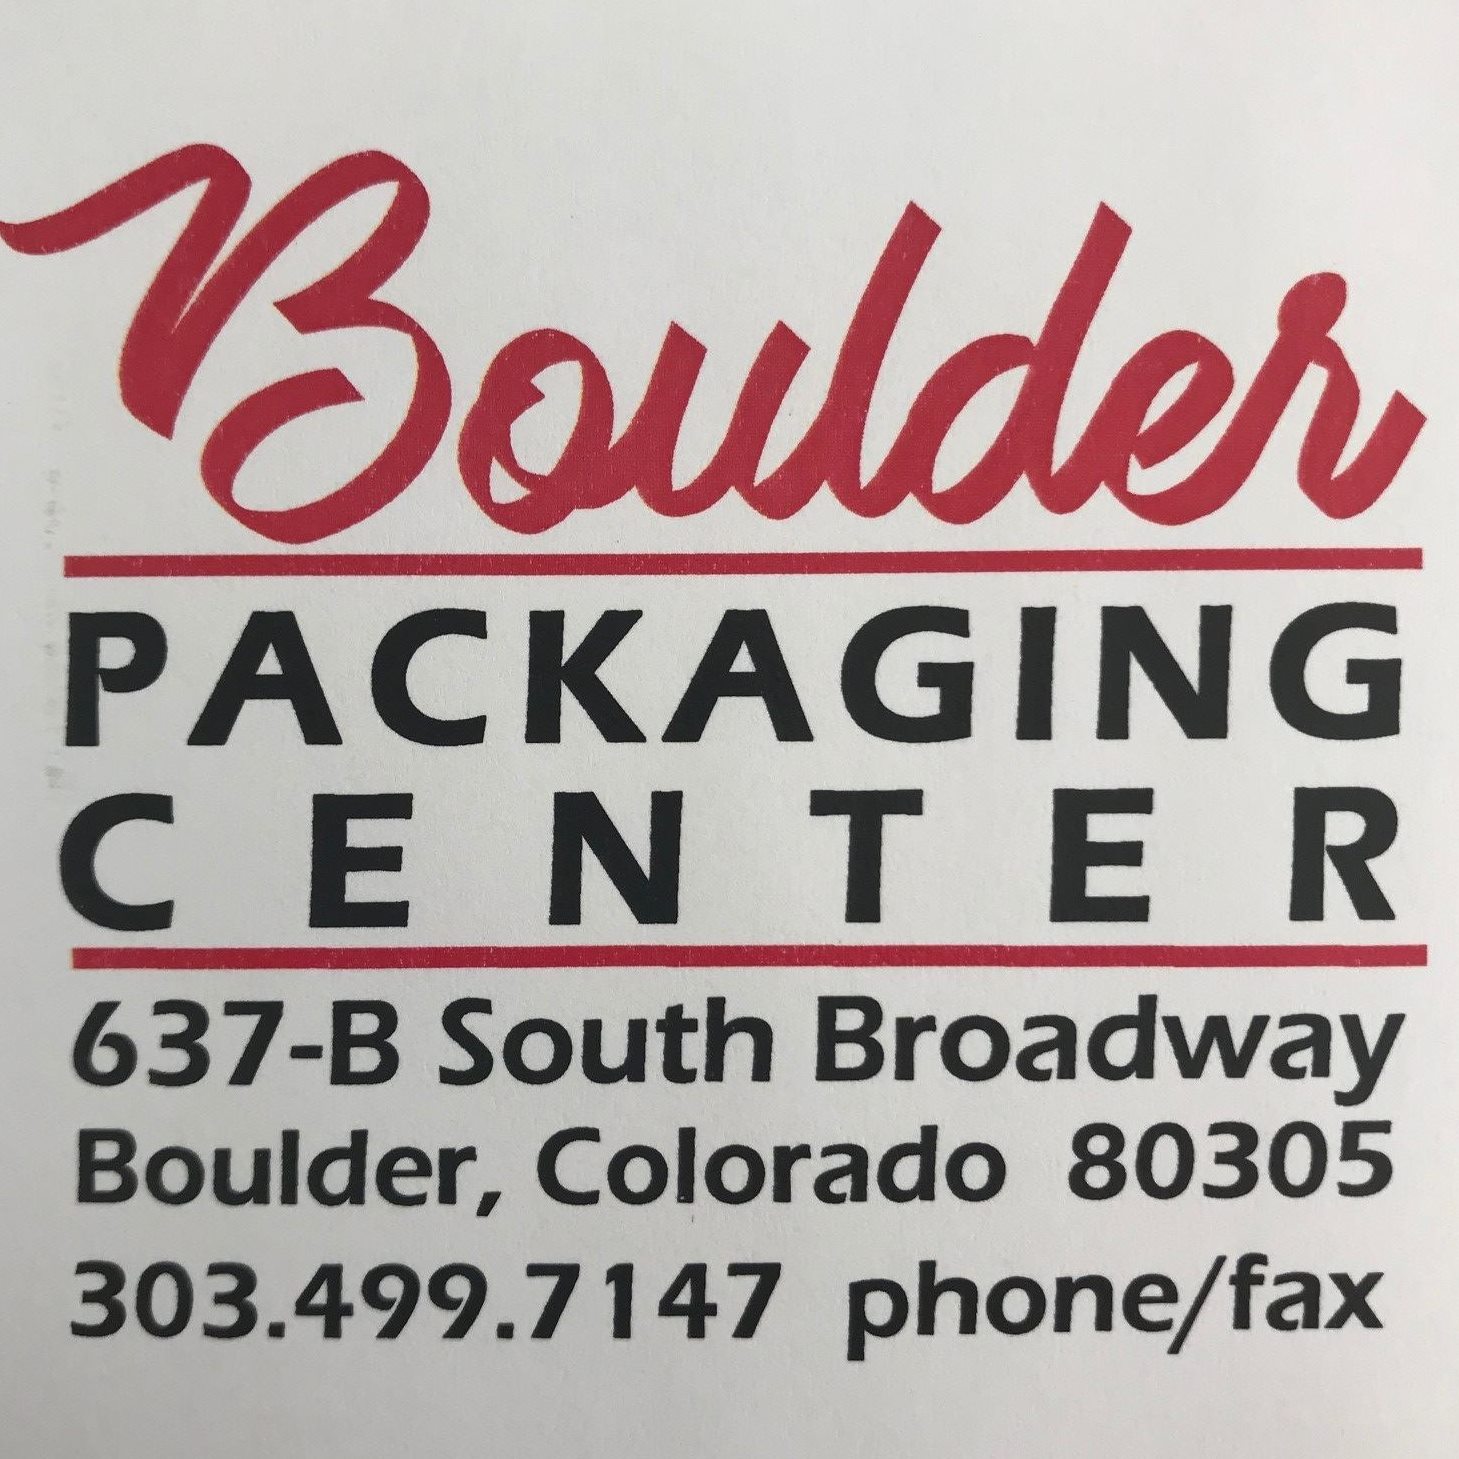 Boulder
PACKAGING
CENTER
637-B South Broadway
Boulder, Colorado 80305
303.499.7147 phone/fax